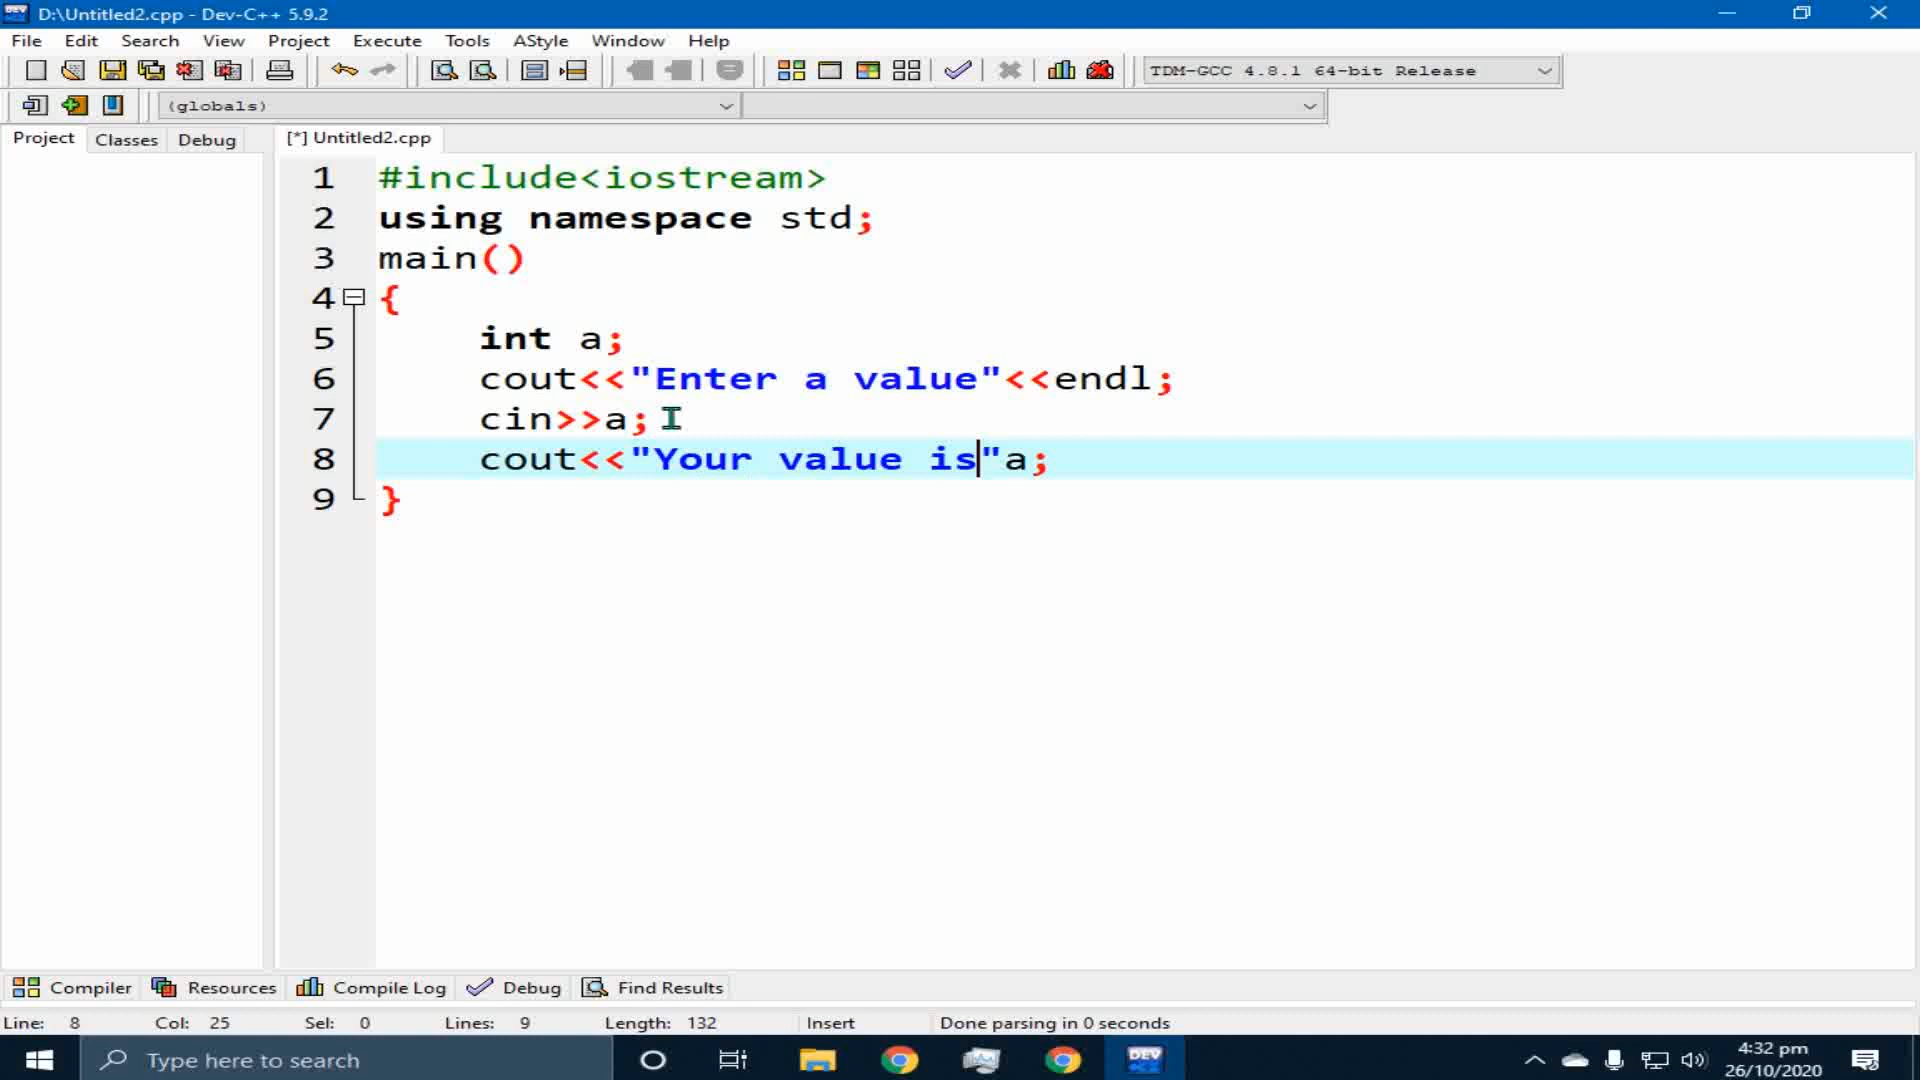 D:\Untitled2.cpp - Dev-C++ 5.9.2
File Edit Search View Project Execute Tools AStyle Window Help
TDM-GCC 4.8.1 64-bit Release
(globals)
Project Classes Debug [*] Untitled2.cpp
1 #include<iostream>
2 using namespace std;
3 main()
4 {
5 int a;
6 cout<<"Enter a value"<<endl;
7 cin>>a;
8 cout<<"Your value is"a;
9 }
Compiler Resources Compile Log Debug Find Results
Line: 8 Col: 25 Sel: 0 Lines: 9 Length: 132 Insert Done parsing in 0 seconds
Type here to search
DEV
4:32 pm
26/10/2020